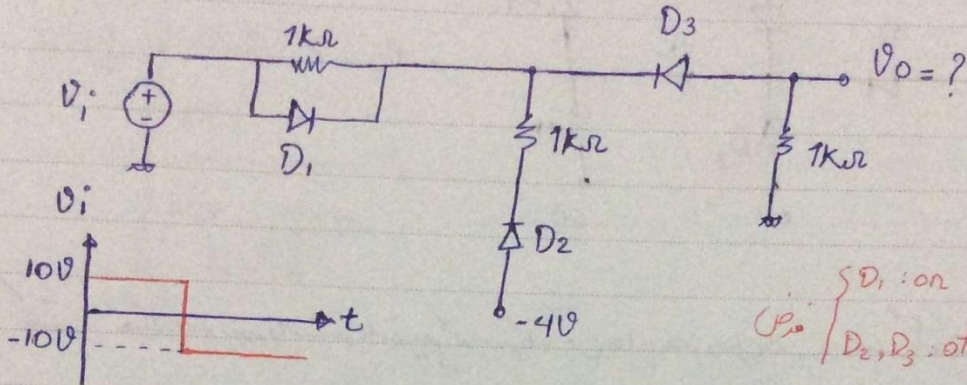 1kΩ
D3
Vo = ?
Vi
+
-
D1
1kΩ
1kΩ
D2
-4v
Vi
10v
-10v
t
فرض { D1 : on
D2, D3 : of